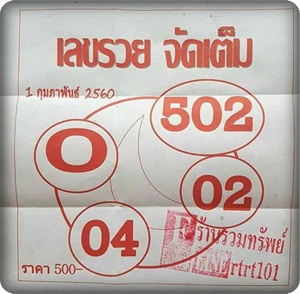 เลขรวย จัดเต็ม
1 กุมภาพันธ์ 2560
502
0
02
04
ร้านรวมทรัพย์
rtrt101
ราคา 500-